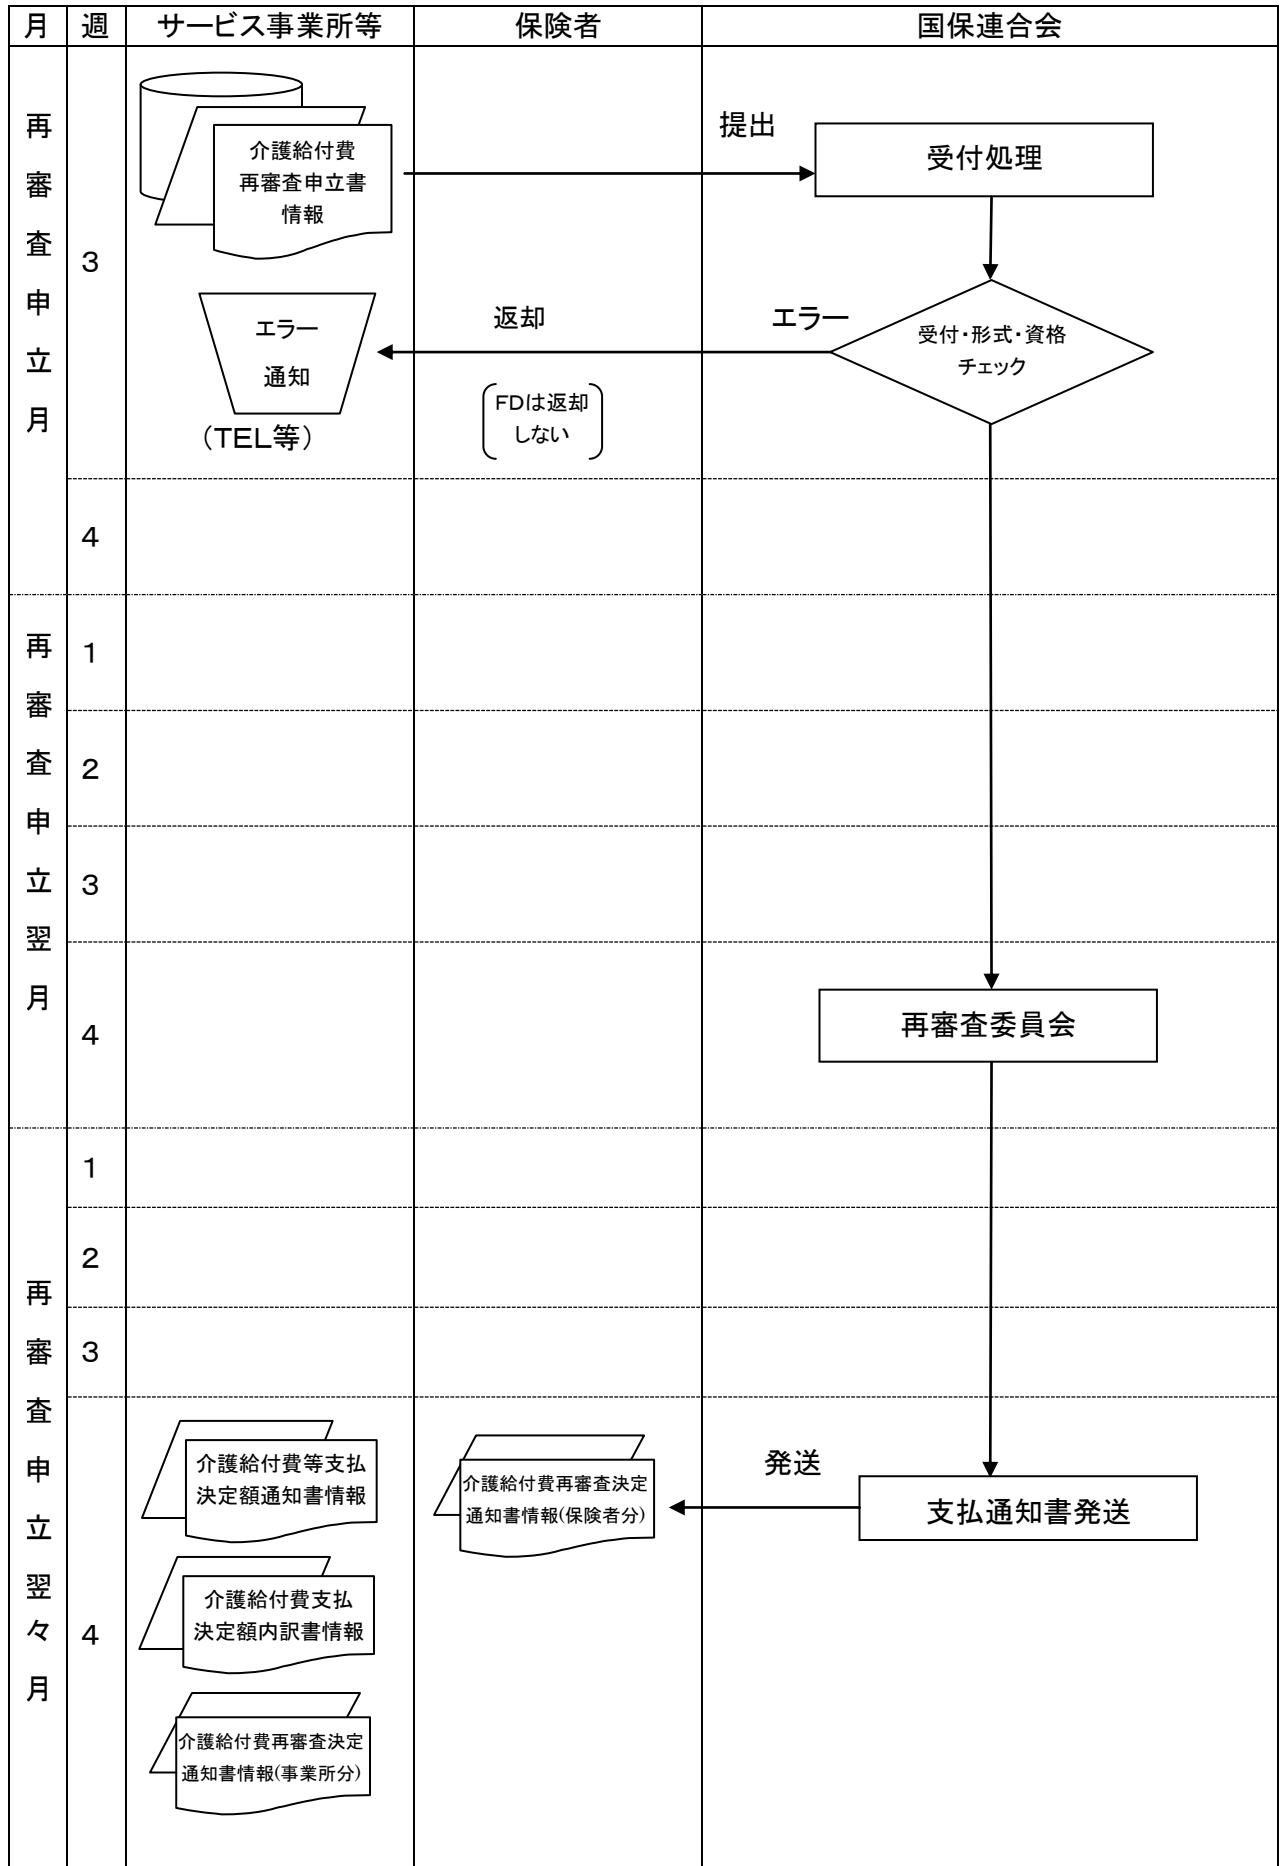 月 週 サービス事業所等 保険者 国保連合会
再審査申立月
3
介護給付費
再審査申立書
情報
提出
受付処理
エラー
通知
(TEL等)
返却
FDは返却
しない
エラー
受付・形式・資格
チェック
4
再審査申立翌月
1
2
3
4
再審査委員会
再審査申立翌々月
1
2
3
4
介護給付費等支払
決定額通知書情報
介護給付費支払
決定額内訳書情報
介護給付費再審査決定
通知書情報(事業所分)
介護給付費再審査決定
通知書情報(保険者分)
発送
支払通知書発送